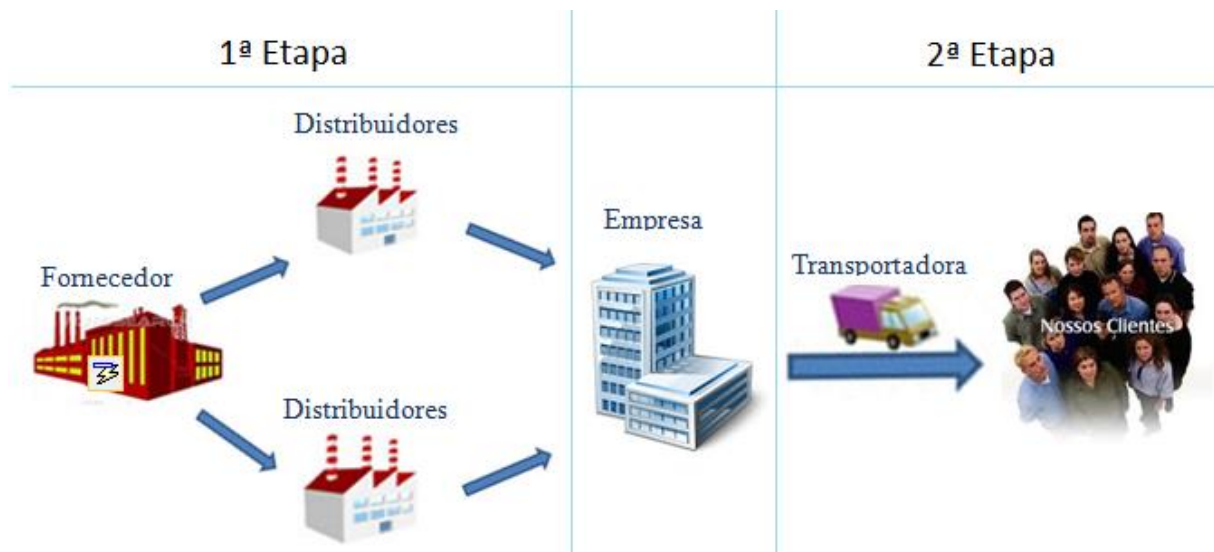 1ª Etapa
2ª Etapa
Distribuidores
Empresa
Fornecedor
Transportadora
Nossos Clientes
Distribuidores